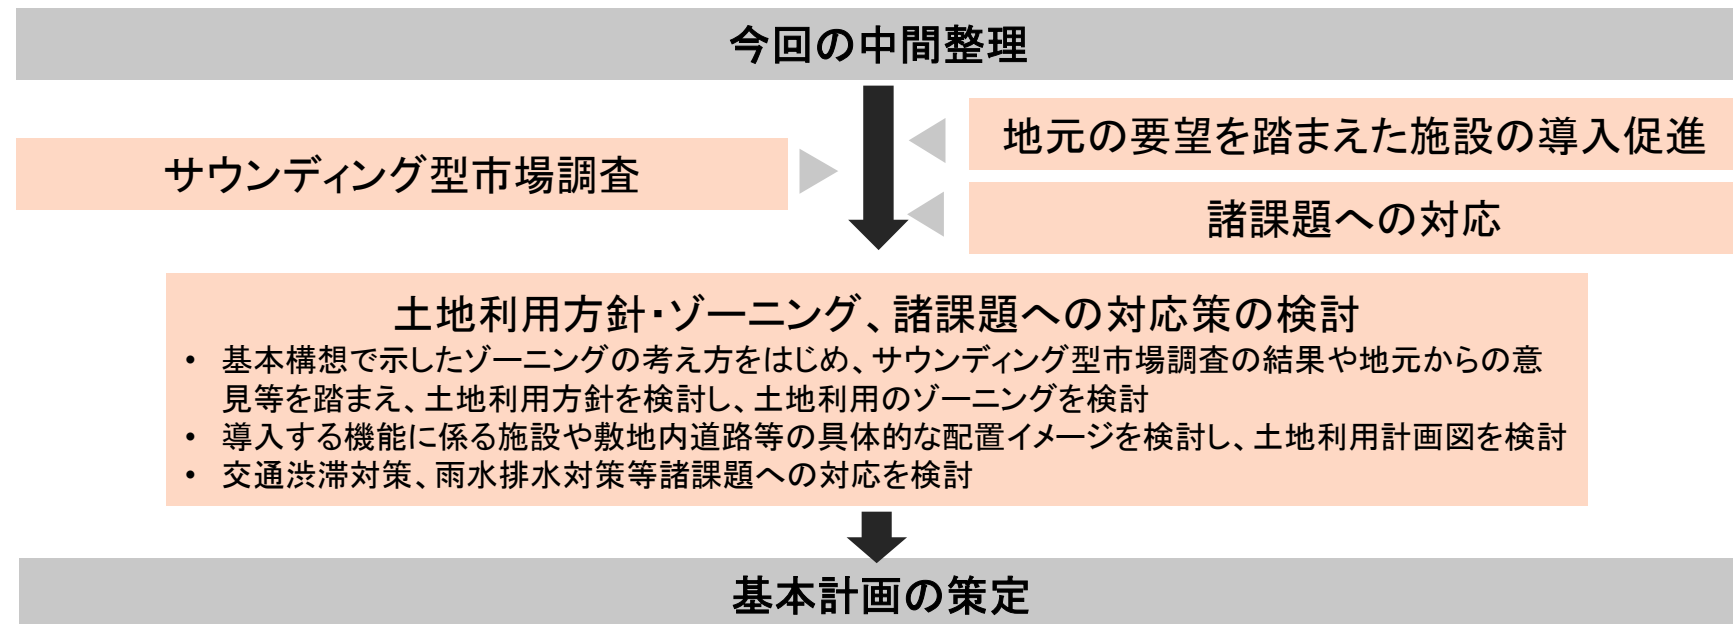 今回の中間整理
サウンディング型市場調査
地元の要望を踏まえた施設の導入促進
諸課題への対応
土地利用方針・ゾーニング、諸課題への対応策の検討
• 基本構想で示したゾーニングの考え方をはじめ、サウンディング型市場調査の結果や地元からの意
見等を踏まえ、土地利用方針を検討し、土地利用のゾーニングを検討
• 導入する機能に係る施設や敷地内道路等の具体的な配置イメージを検討し、土地利用計画図を検討
• 交通渋滞対策、雨水排水対策等諸課題への対応を検討
基本計画の策定